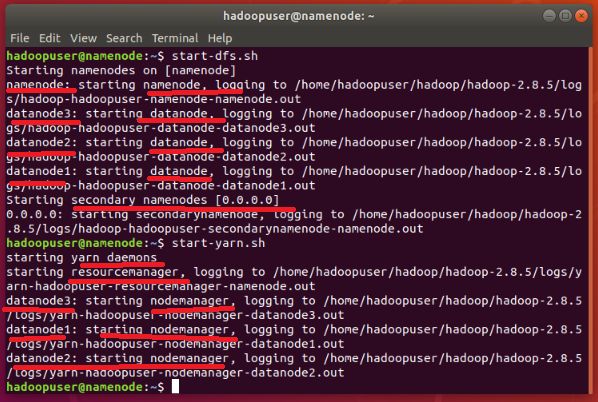 hadoopuser@namenode: ~
File Edit View Search Terminal Help
hadoopuser@namenode:~$ start-dfs.sh
Starting namenodes on [namenode]
namenode: starting namenode, logging to /home/hadoopuser/hadoop/hadoop-2.8.5/log
s/hadoop-hadoopuser-namenode-namenode.out
datanode3: starting datanode, logging to /home/hadoopuser/hadoop/hadoop-2.8.5/lo
gs/hadoop-hadoopuser-datanode-datanode3.out
datanode2: starting datanode, logging to /home/hadoopuser/hadoop/hadoop-2.8.5/lo
gs/hadoop-hadoopuser-datanode-datanode2.out
datanode1: starting datanode, logging to /home/hadoopuser/hadoop/hadoop-2.8.5/lo
gs/hadoop-hadoopuser-datanode-datanode1.out
Starting secondary namenodes [0.0.0.0]
0.0.0.0: starting secondarynamenode, logging to /home/hadoopuser/hadoop/hadoop-2
.8.5/logs/hadoop-hadoopuser-secondarynamenode-namenode.out
hadoopuser@namenode:~$ start-yarn.sh
starting yarn daemons
starting resourcemanager, logging to /home/hadoopuser/hadoop/hadoop-2.8.5/logs/y
arn-hadoopuser-resourcemanager-namenode.out
datanode3: starting nodemanager, logging to /home/hadoopuser/hadoop/hadoop-2.8.5
/logs/yarn-hadoopuser-nodemanager-datanode3.out
datanode1: starting nodemanager, logging to /home/hadoopuser/hadoop/hadoop-2.8.5
/logs/yarn-hadoopuser-nodemanager-datanode1.out
datanode2: starting nodemanager, logging to /home/hadoopuser/hadoop/hadoop-2.8.5
/logs/yarn-hadoopuser-nodemanager-datanode2.out
hadoopuser@namenode:~$